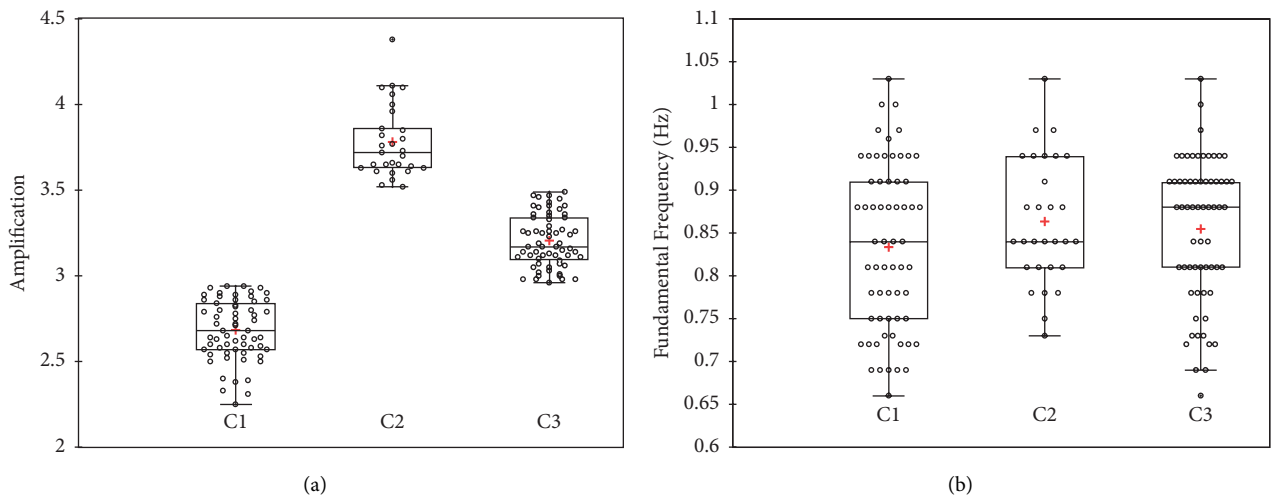 Amplification
4.5
4
3.5
3
2.5
2
C1
C2
C3
(a)
Fundamental Frequency (Hz)
1.1
1.05
1
0.95
0.9
0.85
0.8
0.75
0.7
0.65
0.6
C1
C2
C3
(b)